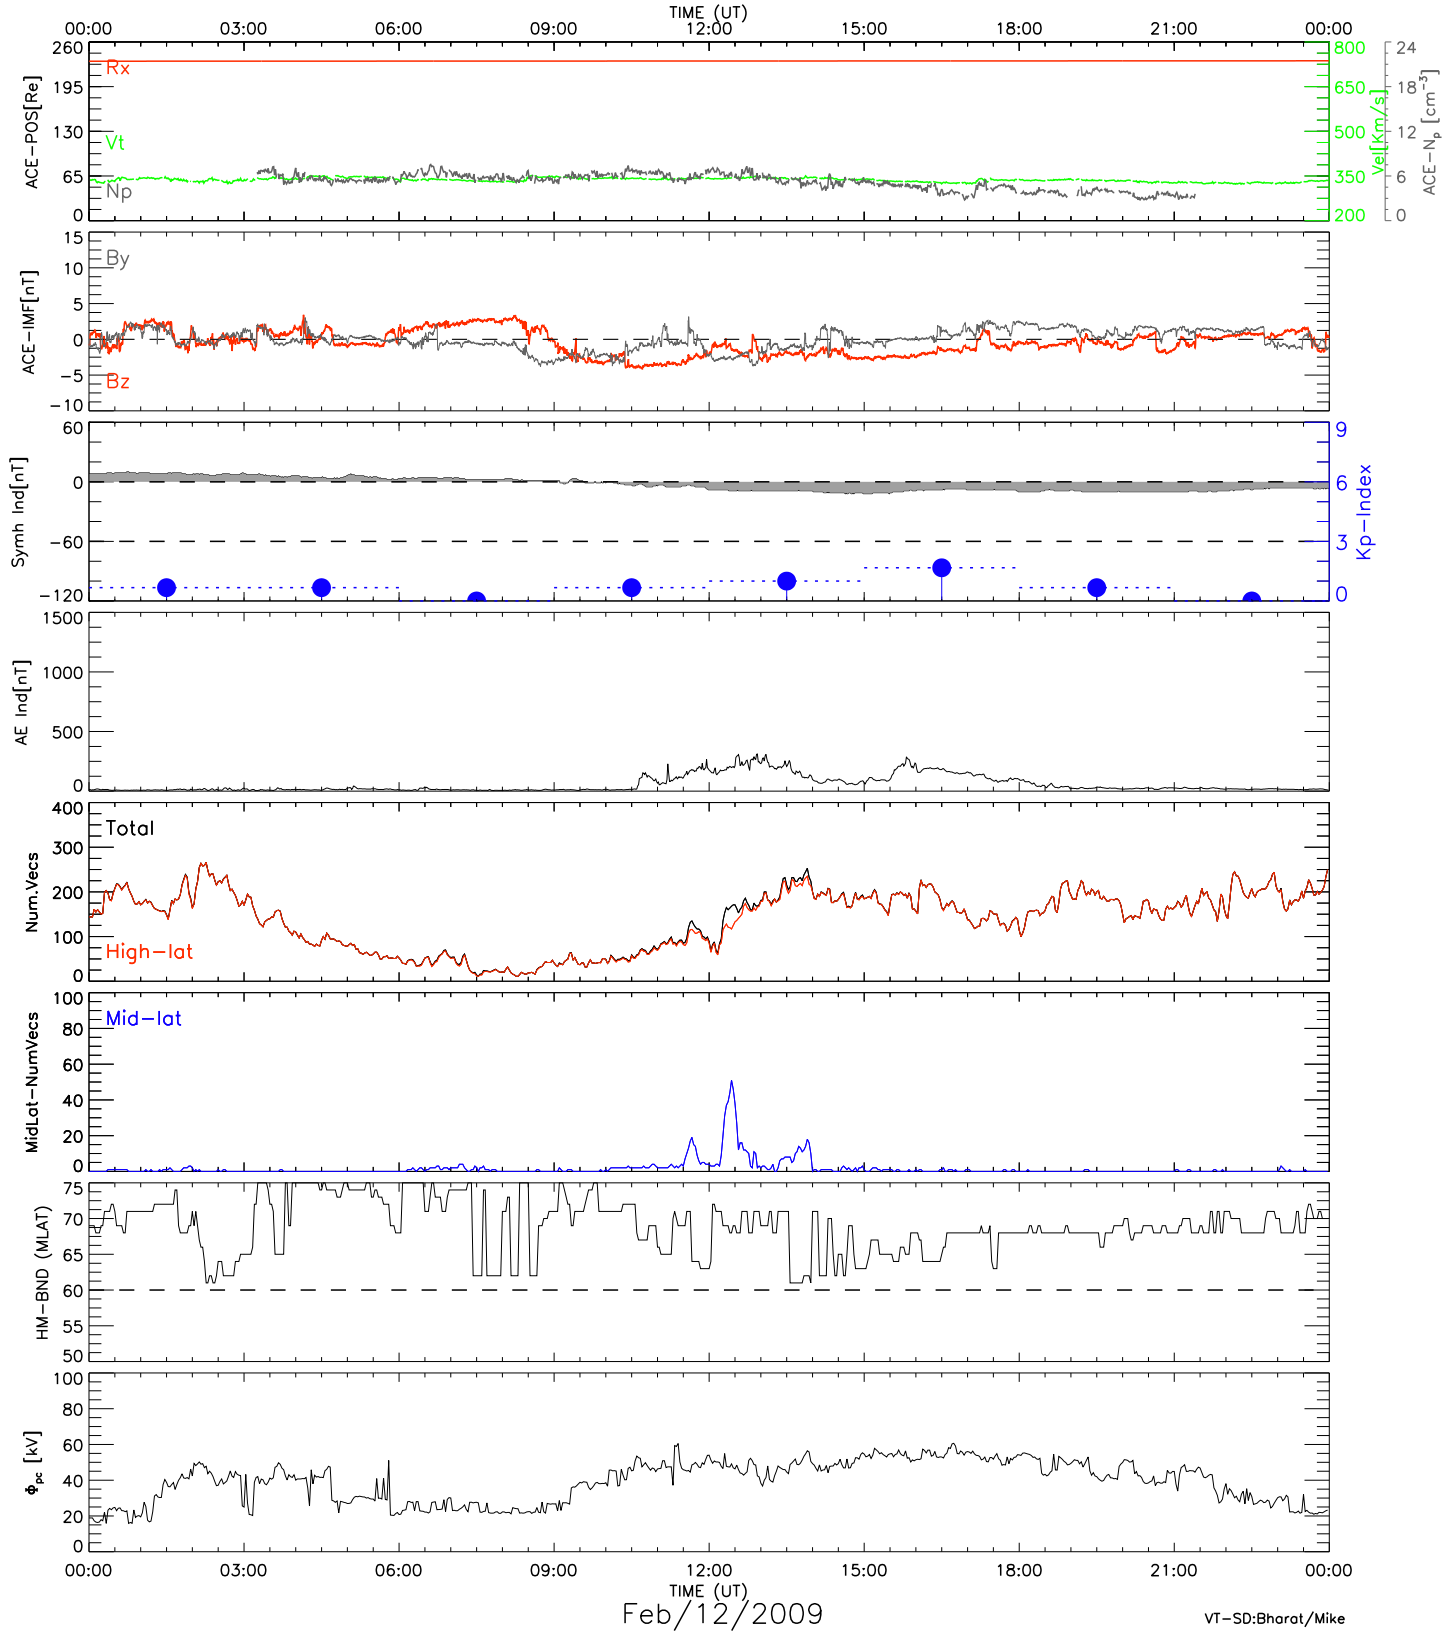 TIME (UT)
00:00 03:00 06:00 09:00 12:00 15:00 18:00 21:00 00:00
ACE-POS[Re]
260
195
130
65
0
Rx
Vt
Np
800
650
500
350
200
Vel[Km/s]
24
18
12
6
0
ACE-Np [cm-3]
ACE-IMF[nT]
15
10
5
0
-5
-10
By
Bz
Symh Ind[nT]
60
0
-60
-120
9
6
3
0
Kp-Index
AE Ind[nT]
1500
1000
500
0
Num.Vecs
400
300
200
100
0
Total
High-lat
MidLat-NumVecs
100
80
60
40
20
0
Mid-lat
HM-BND (MLAT)
75
70
65
60
55
50
Φpc [kV]
100
80
60
40
20
0
00:00 03:00 06:00 09:00 12:00 15:00 18:00 21:00 00:00
TIME (UT)
Feb/12/2009
VT-SD:Bharat/Mike